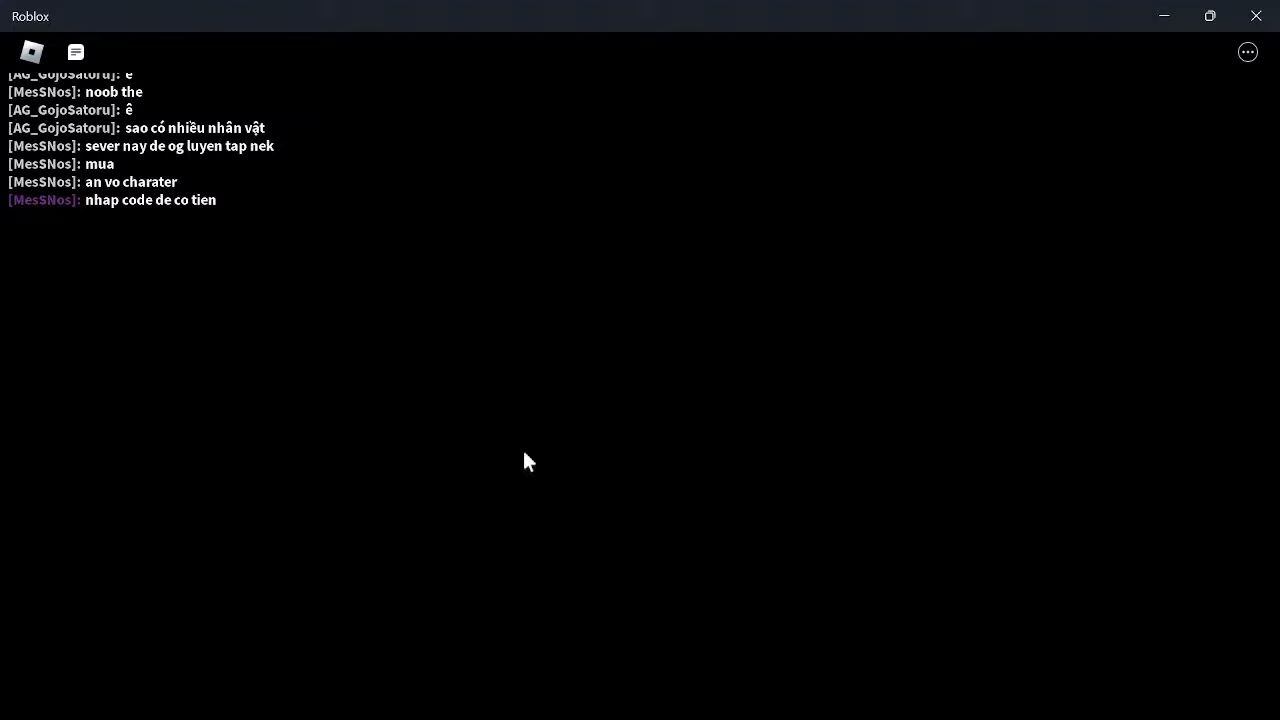 Roblox
[AG_GojoSatoru]: ê
[MesSNos]: noob the
[AG_GojoSatoru]: ê
[AG_GojoSatoru]: sao có nhiều nhân vật
[MesSNos]: sever nay de og luyen tap nek
[MesSNos]: mua
[MesSNos]: an vo charater
[MesSNos]: nhap code de co tien